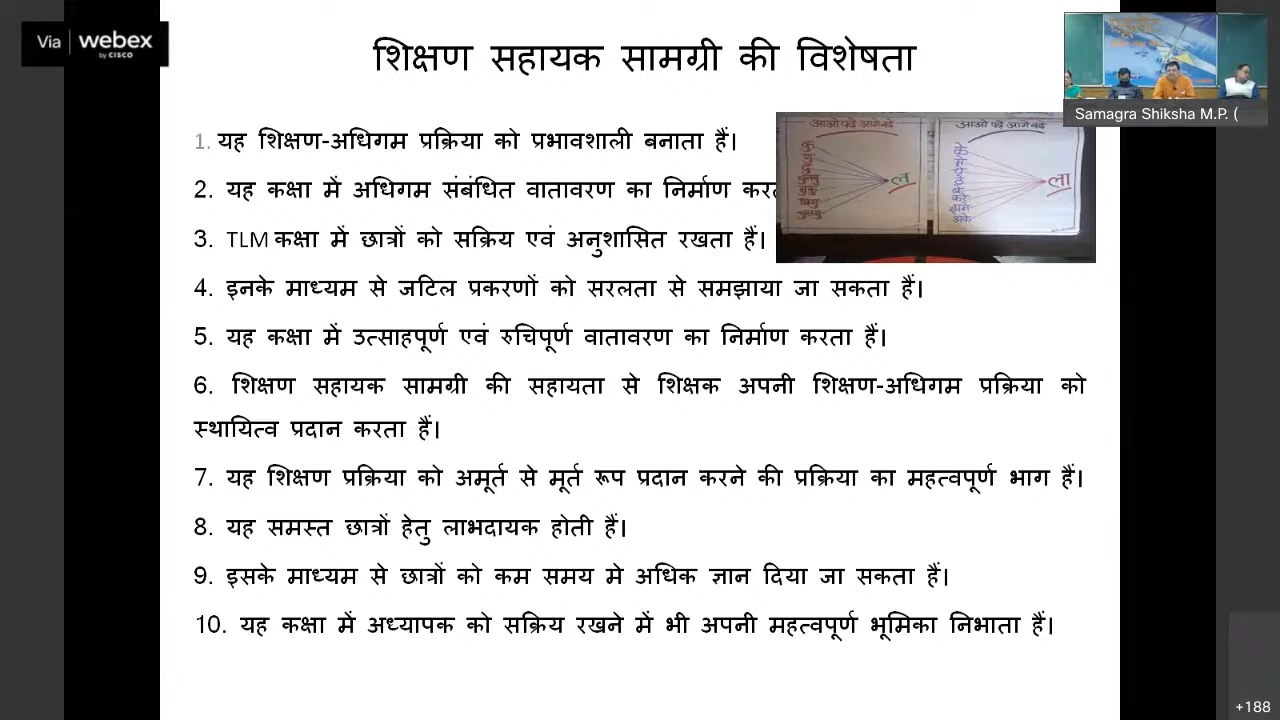 Via webex
by CISCO
शिक्षण सहायक सामग्री की विशेषता
Samagra Shiksha M.P. (
1. यह शिक्षण-अधिगम प्रक्रिया को प्रभावशाली बनाता हैं।
2. यह कक्षा में अधिगम संबंधित वातावरण का निर्माण
3. TLM कक्षा में छात्रों को सक्रिय एवं अनुशासित रखता हैं।
4. इनके माध्यम से जटिल प्रकरणों को सरलता से समझाया जा सकता हैं।
5. यह कक्षा में उत्साहपूर्ण एवं रुचिपूर्ण वातावरण का निर्माण करता हैं।
6. शिक्षण सहायक सामग्री की सहायता से शिक्षक अपनी शिक्षण-अधिगम प्रक्रिया को
स्थायित्व प्रदान करता हैं।
7. यह शिक्षण प्रक्रिया को अमूर्त से मूर्त रूप प्रदान करने की प्रक्रिया का महत्वपूर्ण भाग हैं।
8. यह समस्त छात्रों हेतु लाभदायक होती हैं।
9. इसके माध्यम से छात्रों को कम समय मे अधिक ज्ञान दिया जा सकता हैं।
10. यह कक्षा में अध्यापक को सक्रिय रखने में भी अपनी महत्वपूर्ण भूमिका निभाता हैं।
ल
ला
+188